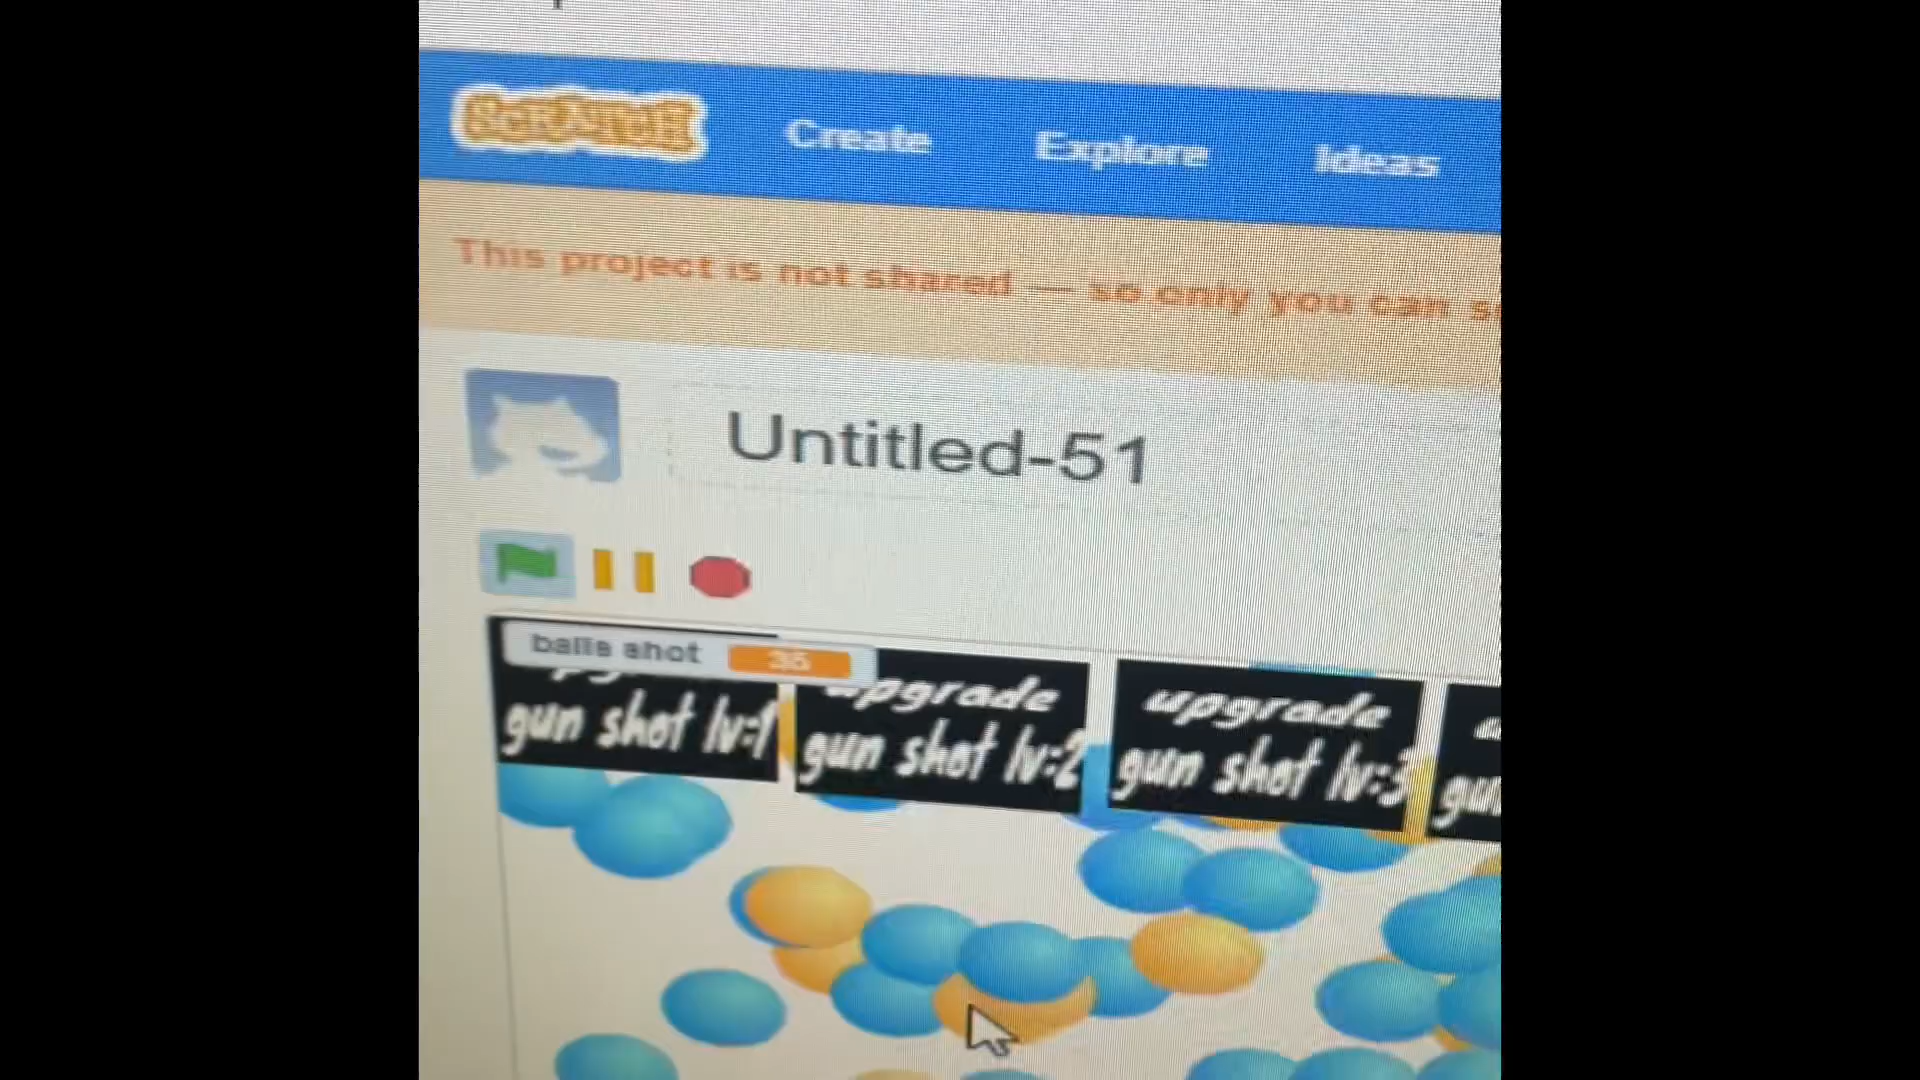 SCRATCH Create Explore Ideas
This project is not shared — so only you can
Untitled-51
balls shot 35
upgrade upgrade
gun shot lv:1 gun shot lv:2 gun shot lv:3